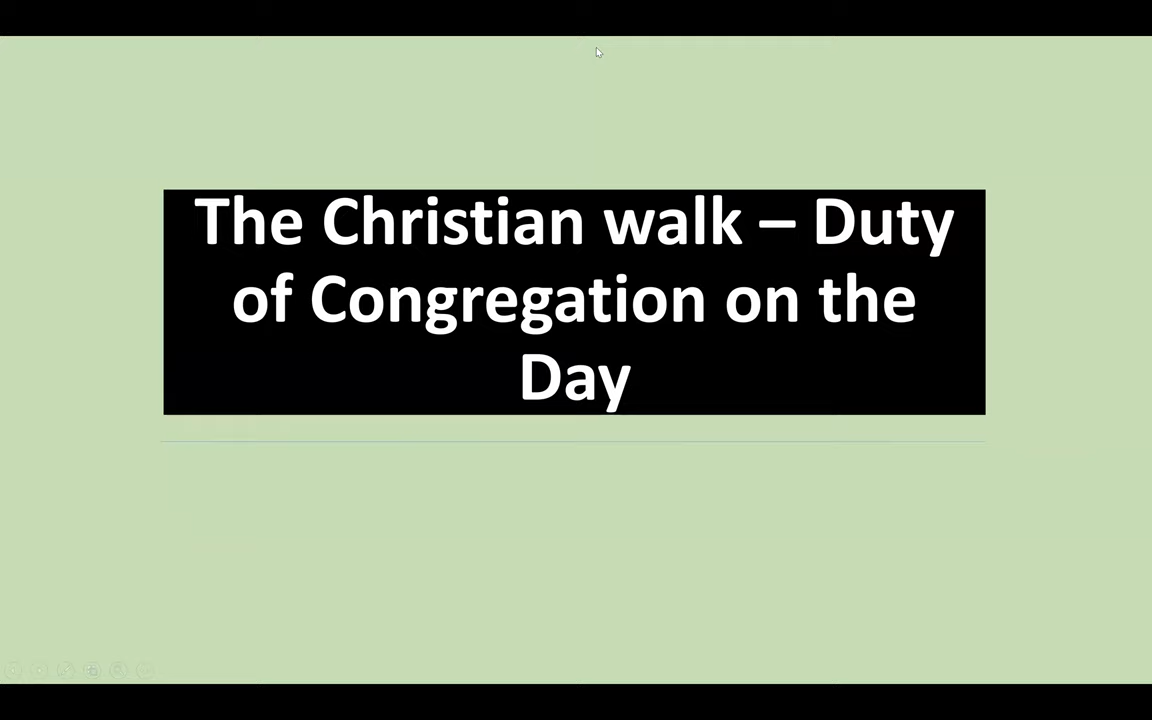 The Christian walk – Duty
of Congregation on the
Day